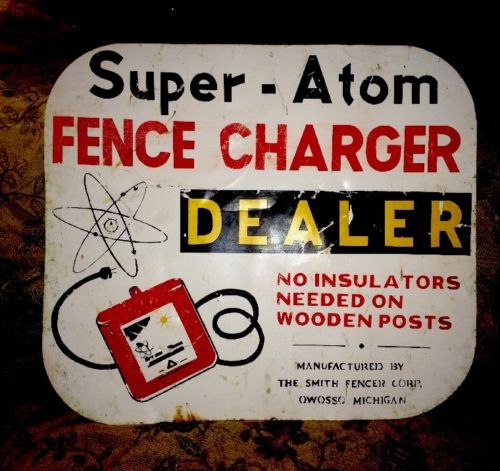 Super - Atom
FENCE CHARGER
DEALER
NO INSULATORS
NEEDED ON
WOODEN POSTS
MANUFACTURED BY
THE SMITH FENCER CORP.
OWOSSO MICHIGAN